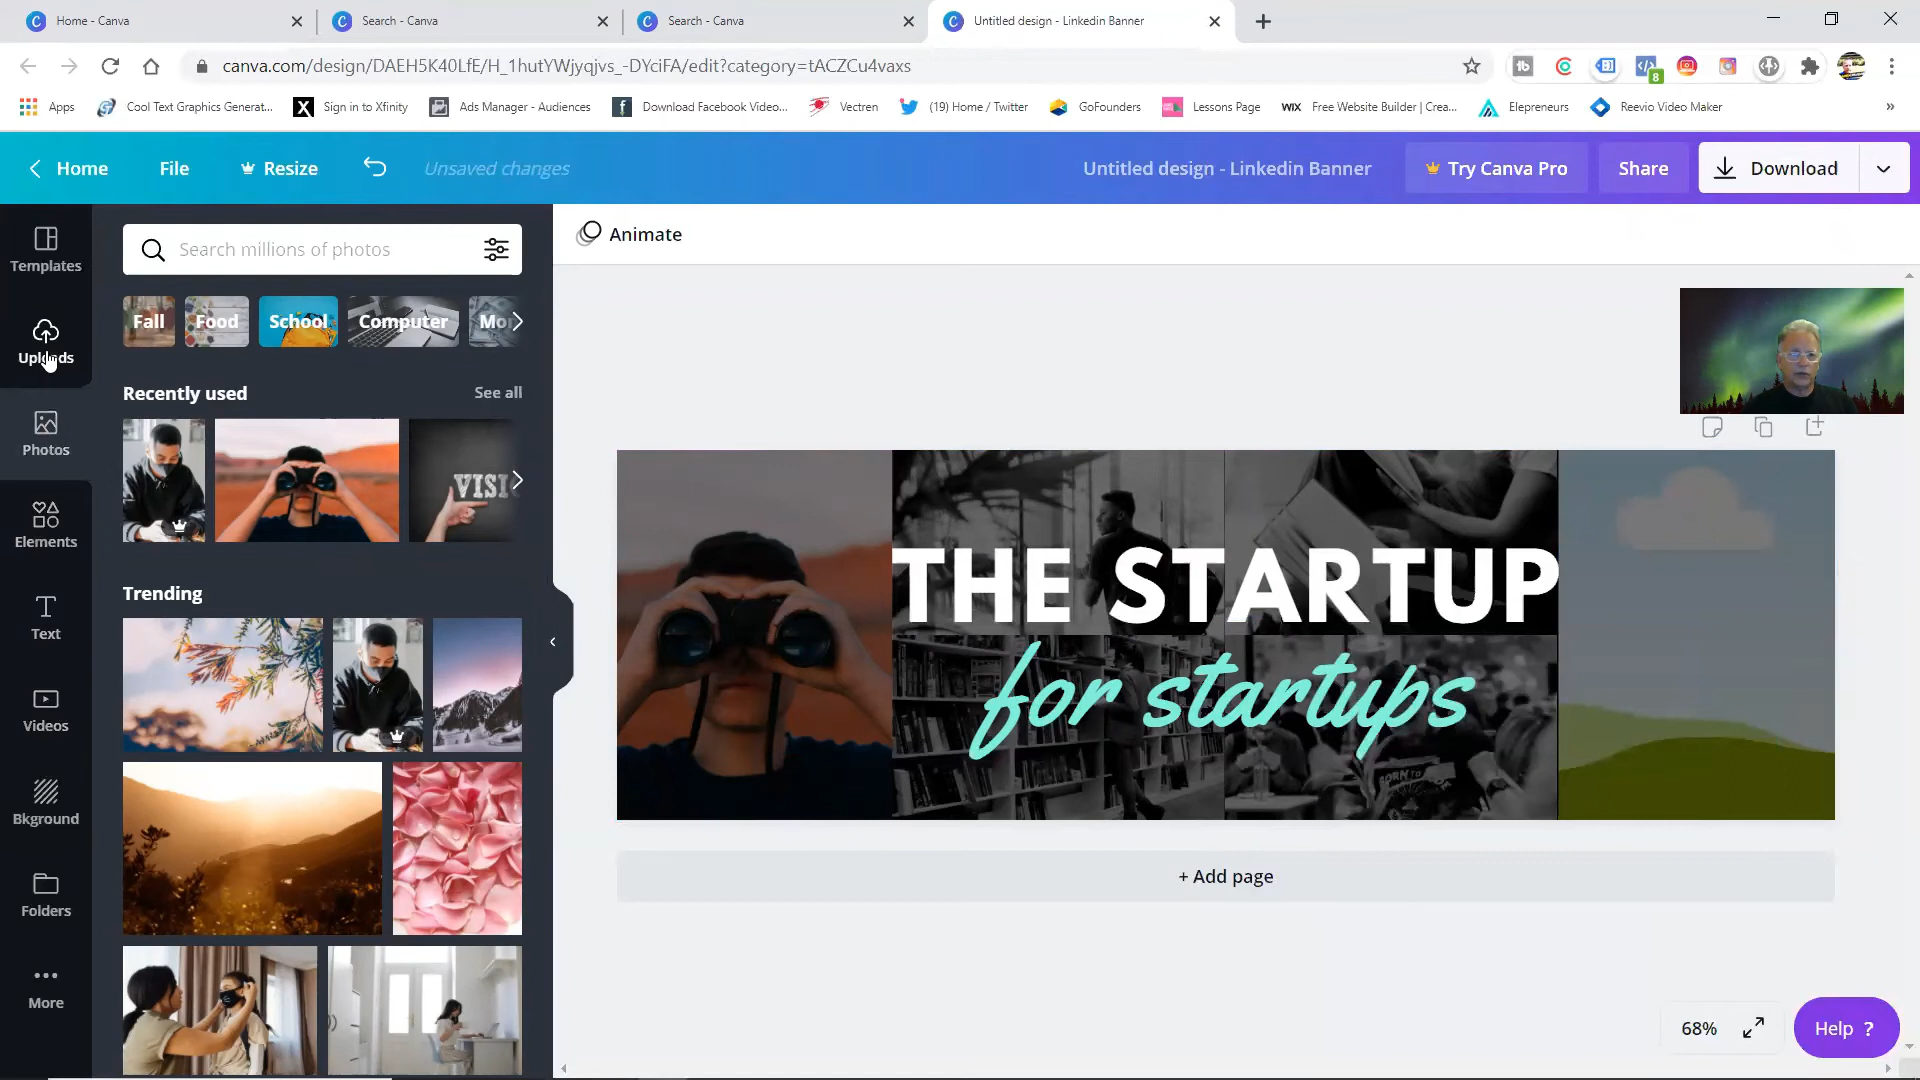 Home - Canva
Search - Canva
Search - Canva
Untitled design - Linkedin Banner
canva.com/design/DAEH5K40LfE/H_1hutYWjyqjvs_-DYciFA/edit?category=tACZCu4vaxs
8
Apps
Cool Text Graphics Generat...
Sign in to Xfinity
Ads Manager - Audiences
Download Facebook Video...
Vectren
(19) Home / Twitter
GoFounders
Lessons Page
WIX
Free Website Builder | Crea...
Elepreneurs
Reevio Video Maker
Home
File
Resize
Unsaved changes
Untitled design - Linkedin Banner
Try Canva Pro
Share
Download
Templates
Uploads
Photos
Elements
Text
Videos
Bkground
Folders
More
Search millions of photos
Fall
Food
School
Computer
Mon
Recently used
See all
VISI
Trending
Animate
THE STARTUP
for startups
+ Add page
68%
Help ?